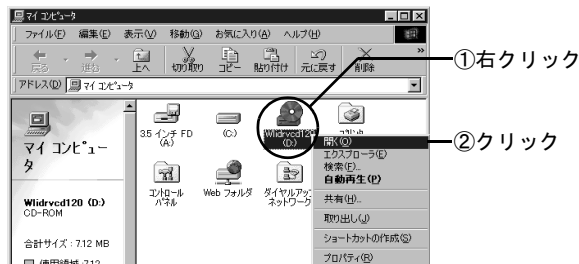 マイ コンピュータ
ファイル(F) 編集(E) 表示(V) 移動(G) お気に入り(A) ヘルプ(H)
戻る 進む 上へ 切り取り コピー 貼り付け 元に戻す 削除 »
アドレス(D) マイ コンピュータ
①右クリック
3.5 インチ FD (A:)
(C:)
Wlidrvcd120 (D:)
マイ コンピュータ
開く(O)
②クリック
エクスプローラ(E)
検索(F)...
自動再生(P)
コントロール パネル
Web フォルダ
ダイヤルアップ ネットワーク
共有(H)...
Wlidrvcd120 (D:)
CD-ROM
取り出し(J)
ショートカットの作成(S)
合計サイズ : 7.12 MB
プロパティ(R)